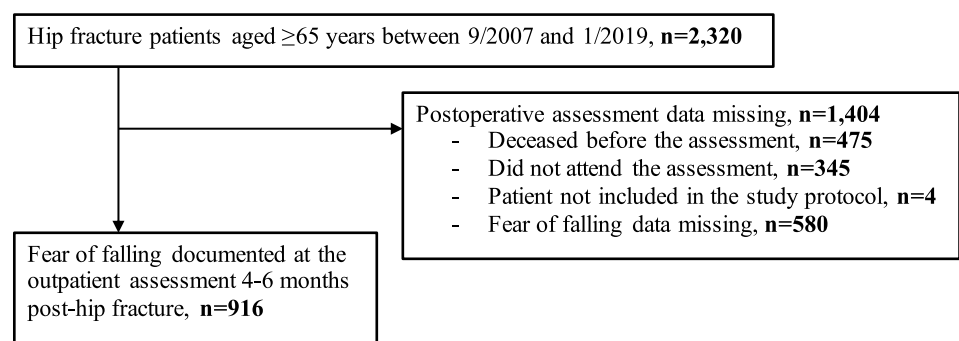 Hip fracture patients aged ≥65 years between 9/2007 and 1/2019, n=2,320
Postoperative assessment data missing, n=1,404
- Deceased before the assessment, n=475
- Did not attend the assessment, n=345
- Patient not included in the study protocol, n=4
- Fear of falling data missing, n=580
Fear of falling documented at the
outpatient assessment 4-6 months
post-hip fracture, n=916